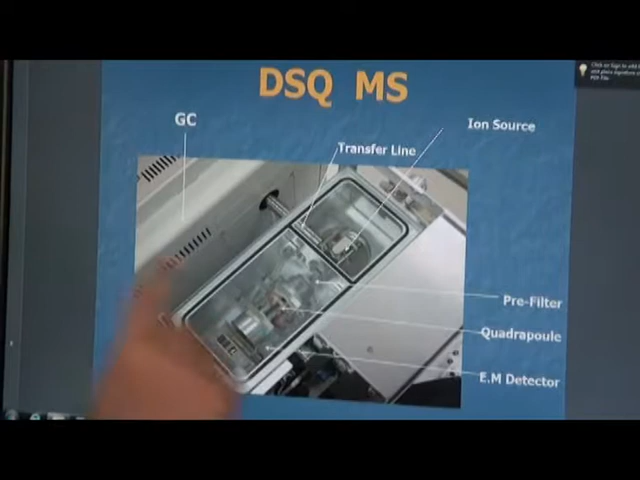 DSQ MS
GC
Ion Source
Transfer Line
Pre-Filter
Quadrapoule
E.M Detector